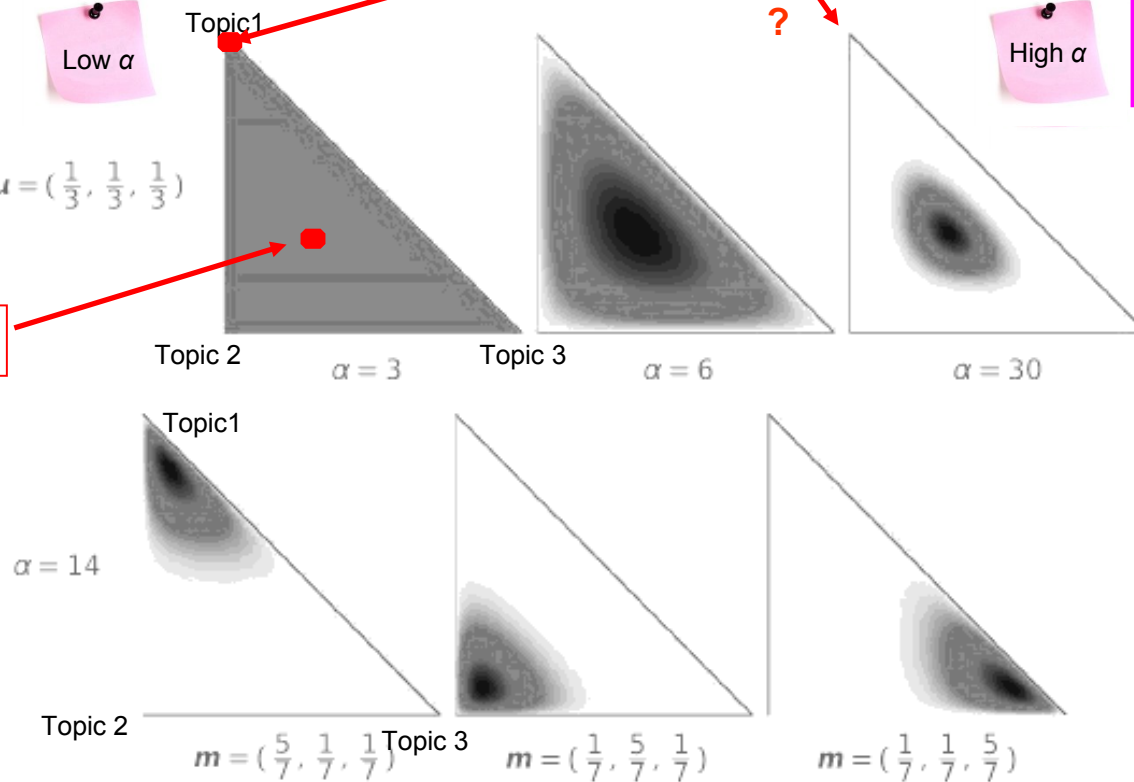 Topic1
?
Low α
High α
= ( 1/3, 1/3, 1/3 )
Topic 2
Topic 3
α = 3
α = 6
α = 30
Topic1
α = 14
Topic 2
Topic 3
m = ( 5/7, 1/7, 1/7 )
m = ( 1/7, 5/7, 1/7 )
m = ( 1/7, 1/7, 5/7 )